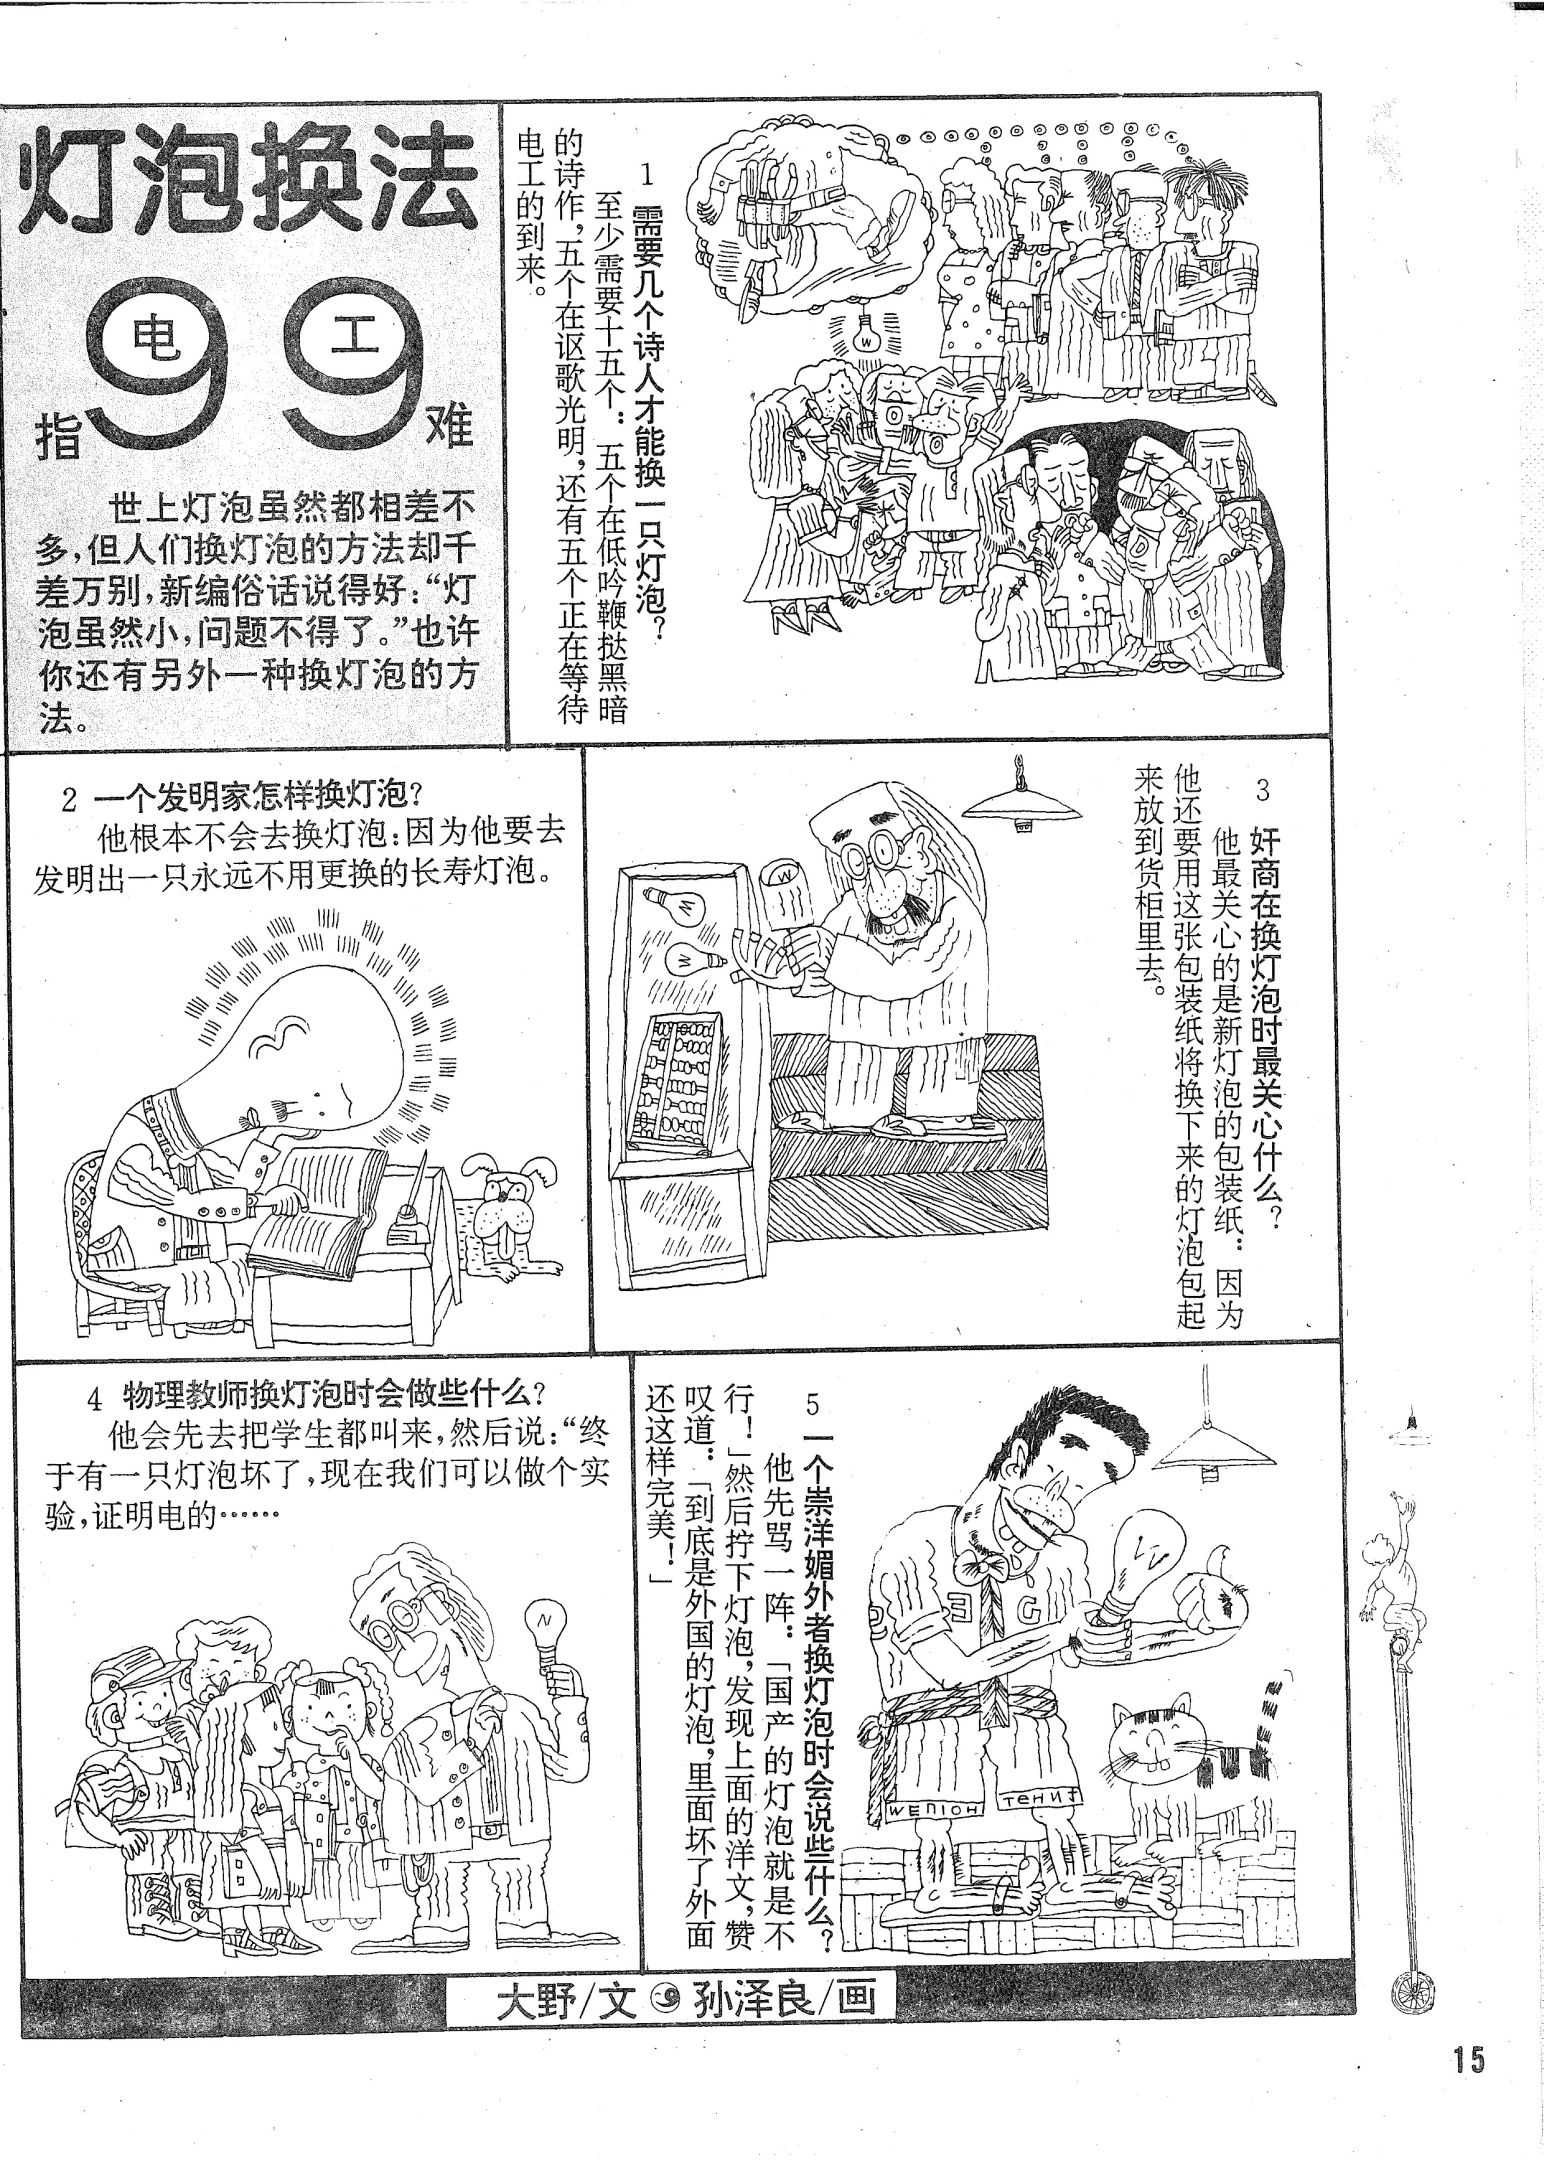 灯泡换法
99
电工
指难
世上灯泡虽然都相差不
多，但人们换灯泡的方法却千
差万别，新编俗话说得好：“灯
泡虽然小，问题不得了。”也许
你还有另外一种换灯泡的方
法。
1 需要几个诗人才能换一只灯泡？
至少需要十五个：五个在低吟鞭挞黑暗
的诗作，五个在讴歌光明，还有五个正在等待
电工的到来。
W
D
2 一个发明家怎样换灯泡？
他根本不会去换灯泡：因为他要去
发明出一只永远不用更换的长寿灯泡。
3 奸商在换灯泡时最关心什么？
他最关心的是新灯泡的包装纸：因为
他还要用这张包装纸将换下来的灯泡包起
来放到货柜里去。
W
N
W
4 物理教师换灯泡时会做些什么？
他会先去把学生都叫来，然后说：“终
于有一只灯泡坏了，现在我们可以做个实
验，证明电的……
N
5 一个崇洋媚外者换灯泡时会说些什么？
他先骂一阵：「国产的灯泡就是不
行！」然后拧下灯泡，发现上面的洋文，赞
叹道：「到底是外国的灯泡，里面坏了外面
还这样完美！」
WEПIOH
大野/文 孙泽良/画
15